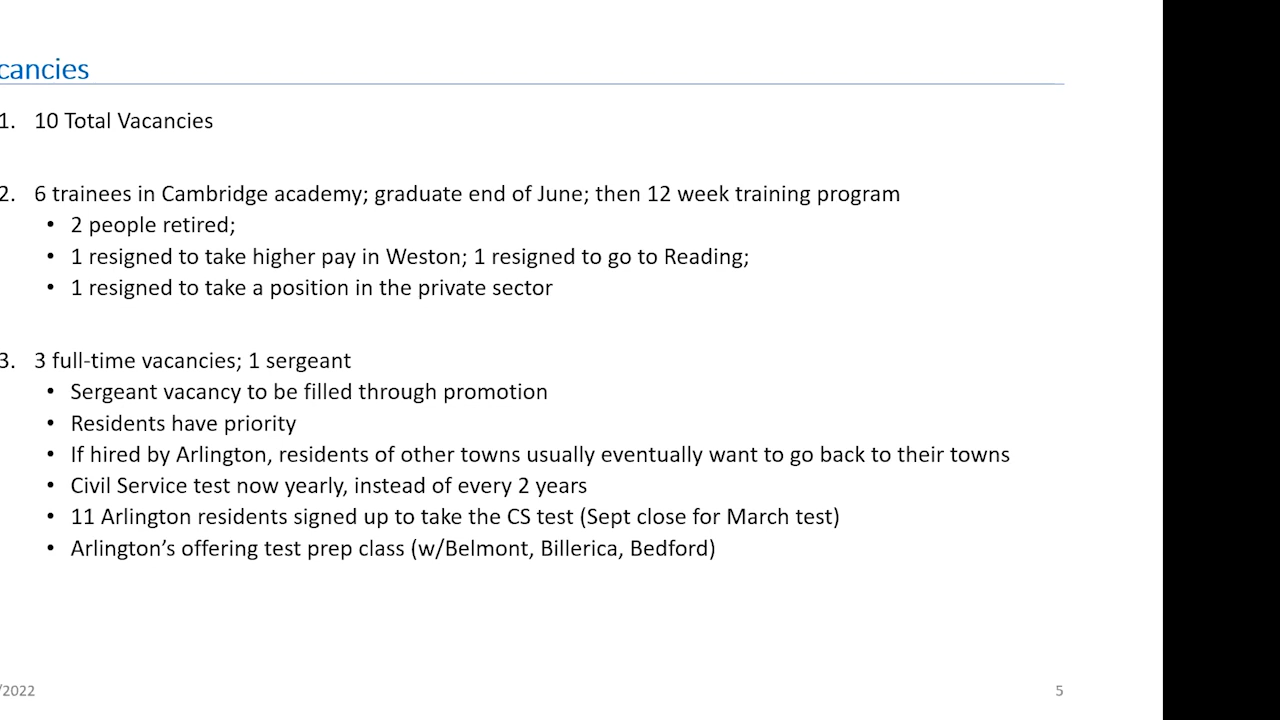 cancies
1. 10 Total Vacancies
2. 6 trainees in Cambridge academy; graduate end of June; then 12 week training program
• 2 people retired;
• 1 resigned to take higher pay in Weston; 1 resigned to go to Reading;
• 1 resigned to take a position in the private sector
3. 3 full-time vacancies; 1 sergeant
• Sergeant vacancy to be filled through promotion
• Residents have priority
• If hired by Arlington, residents of other towns usually eventually want to go back to their towns
• Civil Service test now yearly, instead of every 2 years
• 11 Arlington residents signed up to take the CS test (Sept close for March test)
• Arlington’s offering test prep class (w/Belmont, Billerica, Bedford)
/2022 5